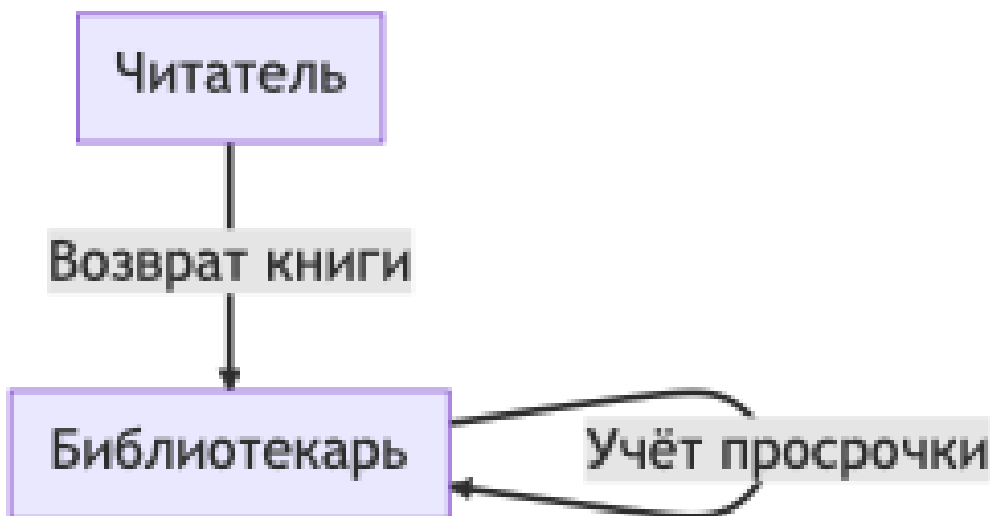 Читатель
Возврат книги
Библиотекарь
Учёт просрочки